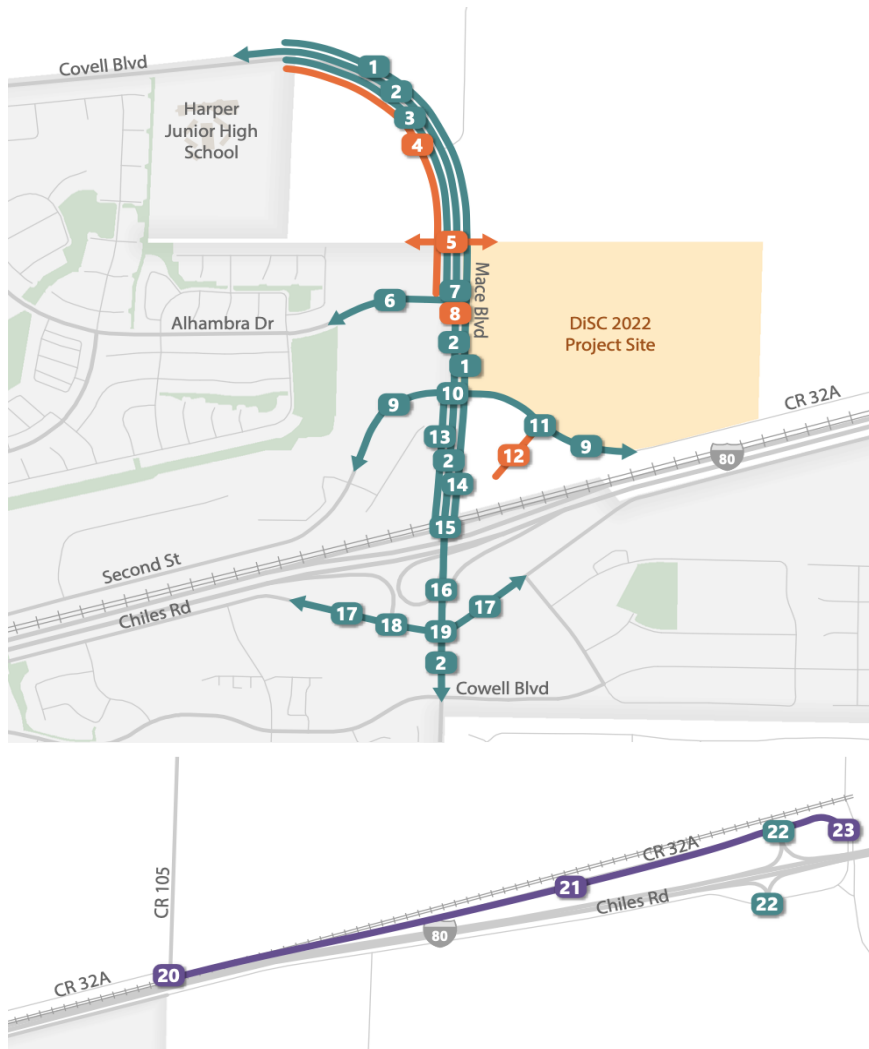 Covell Blvd
1
2
Harper
Junior High
School
3
4
5
Mace Blvd
7
6
8
Alhambra Dr
DiSC 2022
Project Site
2
1
10
9
CR 32A
11
13
9
12
2
80
14
15
Second St
16
Chiles Rd
17
17
18
19
2
Cowell Blvd
22
23
CR 32A
CR 105
21
Chiles Rd
22
80
20
CR 32A